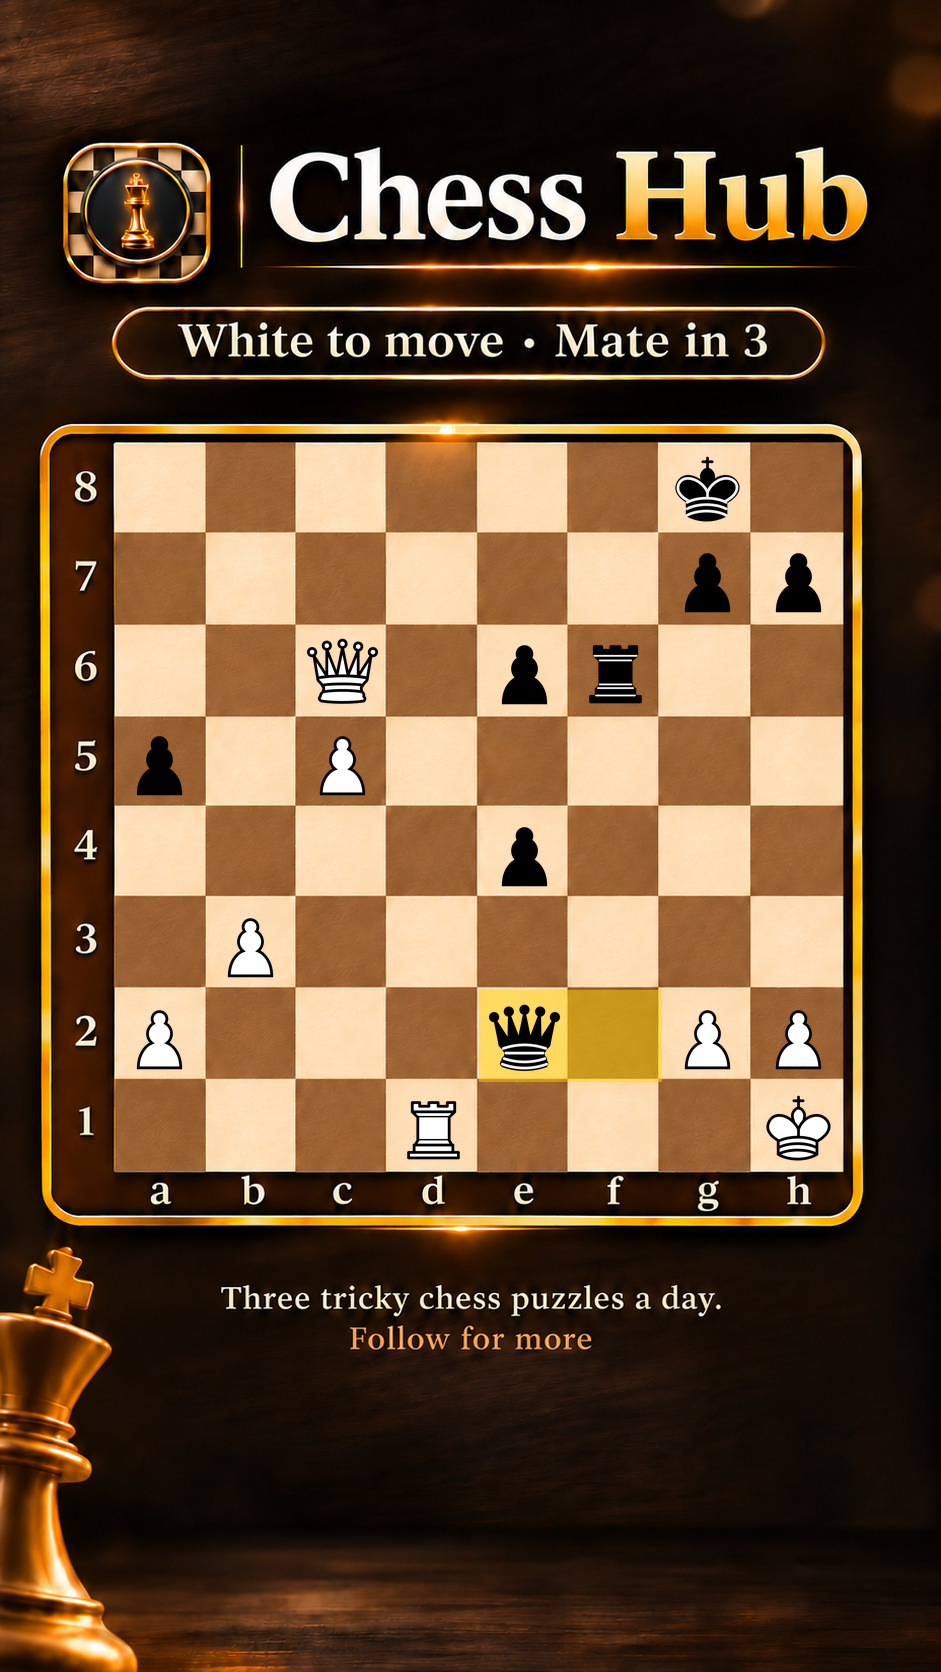 Chess Hub
White to move • Mate in 3
8
7
6
5
4
3
2
1
a b c d e f g h
Three tricky chess puzzles a day.
Follow for more